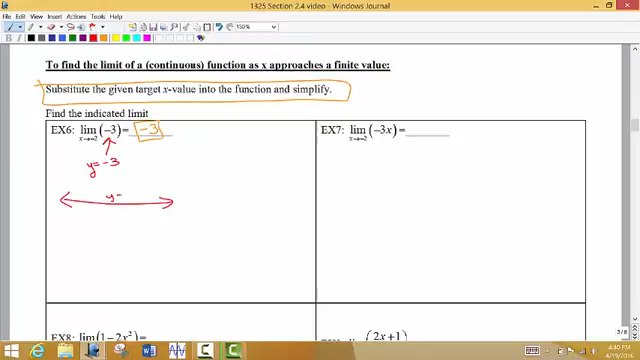 1325 Section 2.4 video - Windows Journal
File Edit View Insert Actions Tools Help
150%
To find the limit of a (continuous) function as x approaches a finite value:
Substitute the given target x-value into the function and simplify.
Find the indicated limit
EX6: lim (−3) = −3
x→−2
y = −3
y =
EX7: lim (−3x) =
x→−2
EX8: lim (1 − 2x²) =
(2x+1)
3/8
4:40 PM
4/19/2016